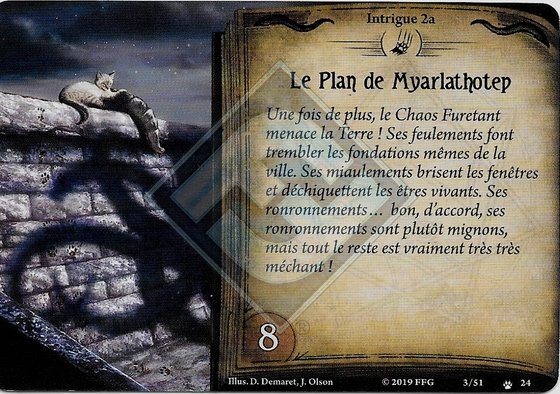 Intrigue 2a
Le Plan de Myarlathotep
Une fois de plus, le Chaos Furetant
menace la Terre ! Ses feulements font
trembler les fondations mêmes de la
ville. Ses miaulements brisent les fenêtres
et déchiquettent les êtres vivants. Ses
ronronnements… bon, d'accord, ses
ronronnements sont plutôt mignons,
mais tout le reste est vraiment très très
méchant !
8
Illus. D. Demaret, J. Olson © 2019 FFG 3/51 24